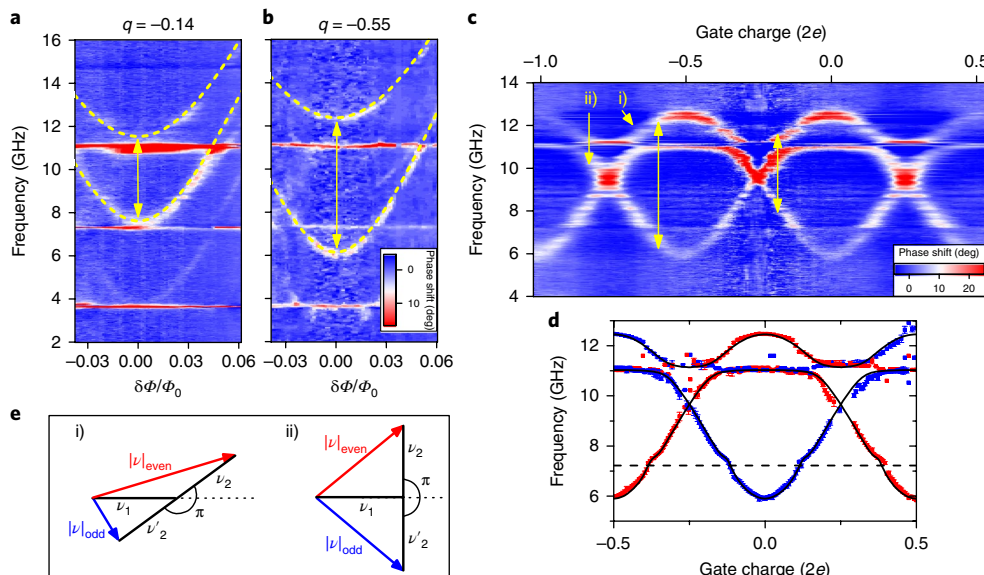 a
q = −0.14
16
14
12
10
8
6
4
2
Frequency (GHz)
−0.03
0.00
0.03
0.06
δΦ/Φ₀
b
q = −0.55
−0.03
0.00
0.03
0.06
δΦ/Φ₀
0
10
Phase shift (deg)
c
Gate charge (2e)
−1.0
−0.5
0.0
0.5
14
12
10
8
6
4
Frequency (GHz)
ii)
i)
Phase shift (deg)
0
20
d
12
10
8
6
Frequency (GHz)
−0.5
0.0
0.5
Gate charge (2e)
e
i)
|ν|even
ν₂
π
ν₁
ν′₂
|ν|odd
ii)
|ν|even
ν₂
π
ν₁
ν′₂
|ν|odd